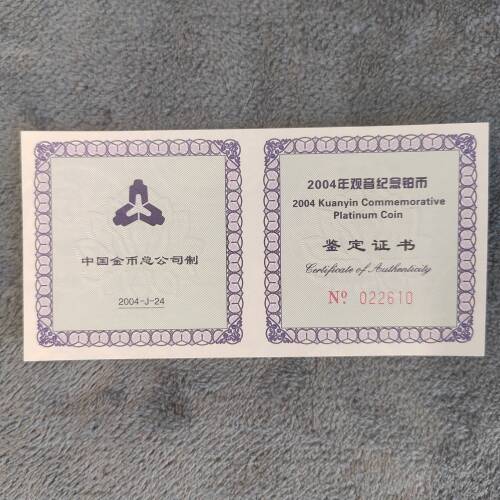 中国金币总公司制
2004-J-24
2004年观音纪念铂币
2004 Kuanyin Commemorative
Platinum Coin
鉴定证书
Certificate of Authenticity
Nº 022610